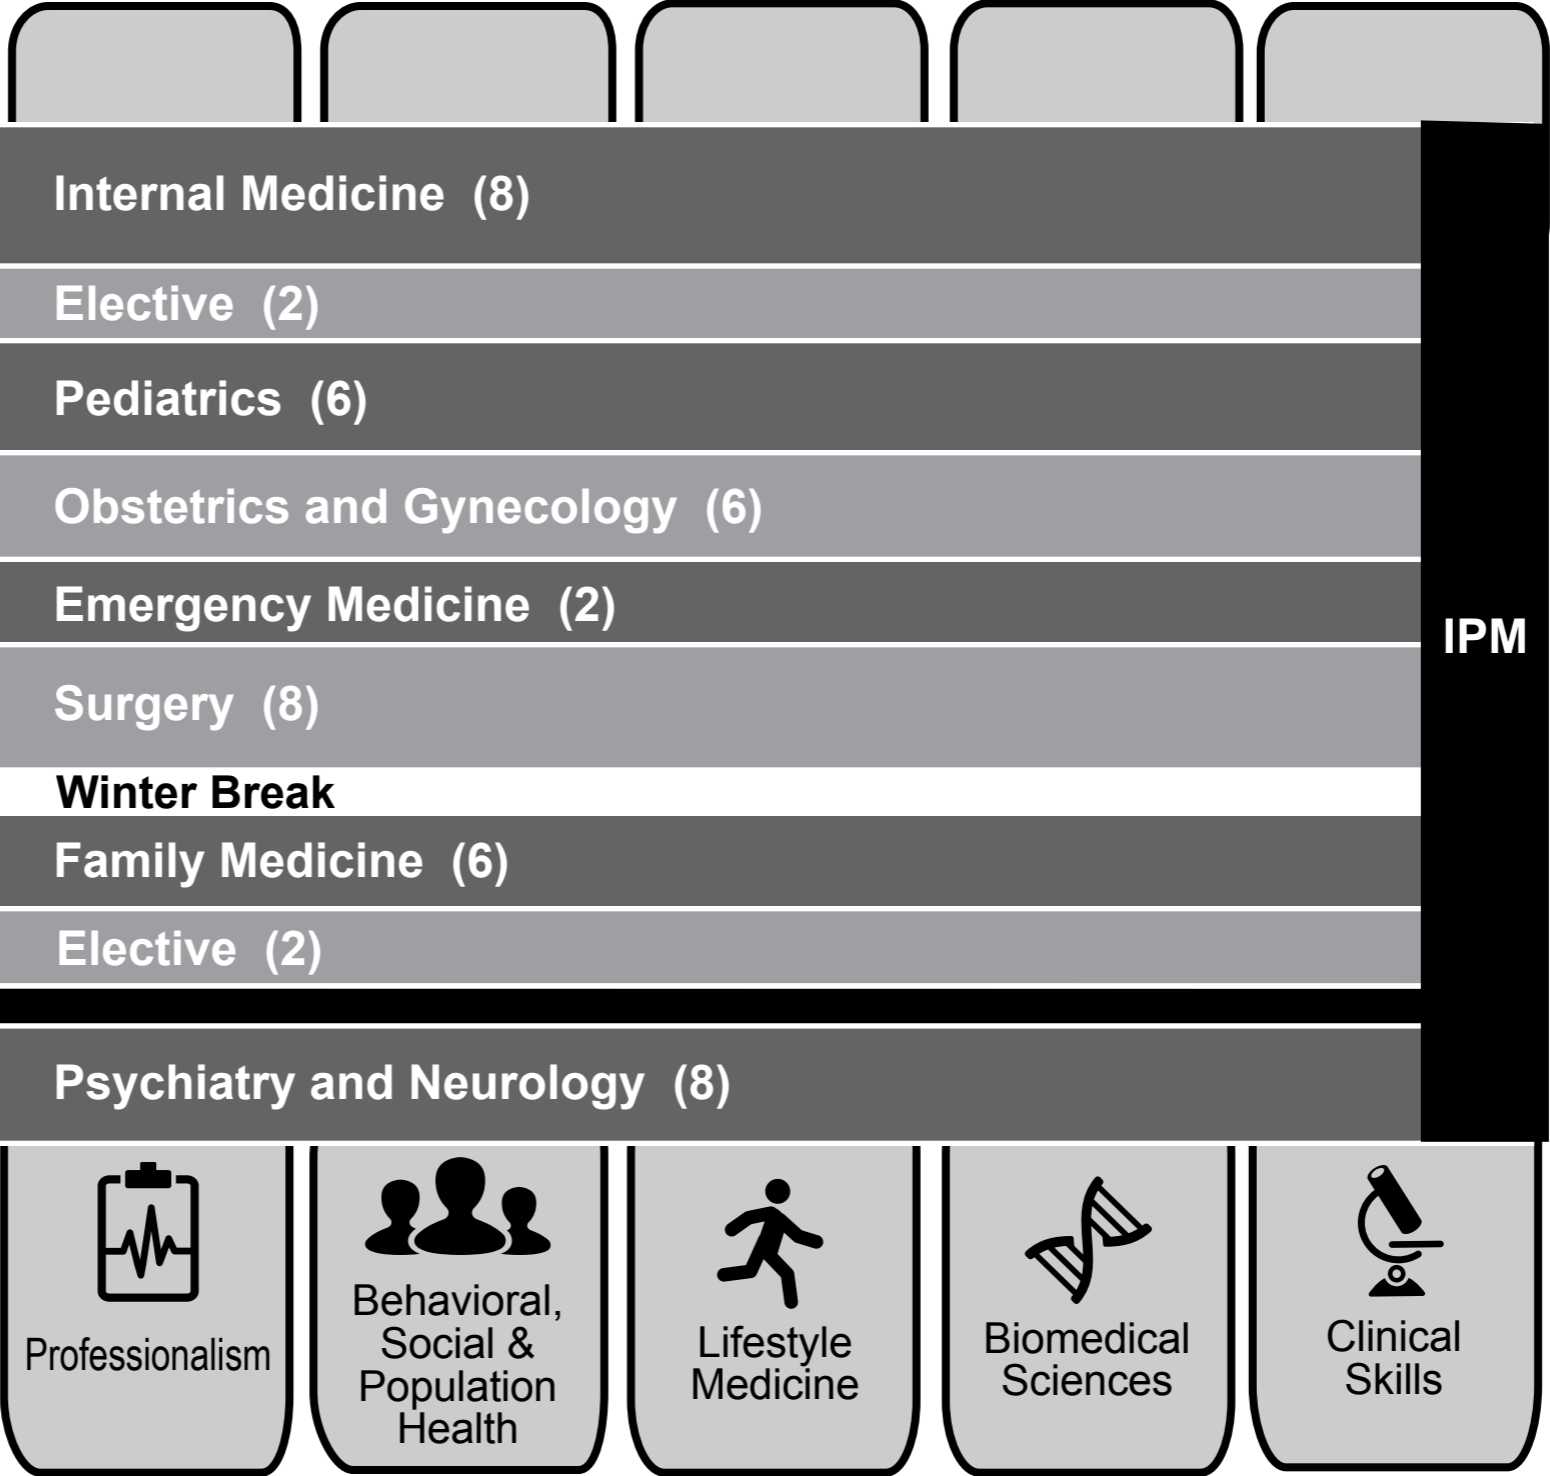 Internal Medicine (8)
Elective (2)
Pediatrics (6)
Obstetrics and Gynecology (6)
Emergency Medicine (2)
IPM
Surgery (8)
Winter Break
Family Medicine (6)
Elective (2)
Psychiatry and Neurology (8)
Professionalism
Behavioral,
Social &
Population
Health
Lifestyle
Medicine
Biomedical
Sciences
Clinical
Skills